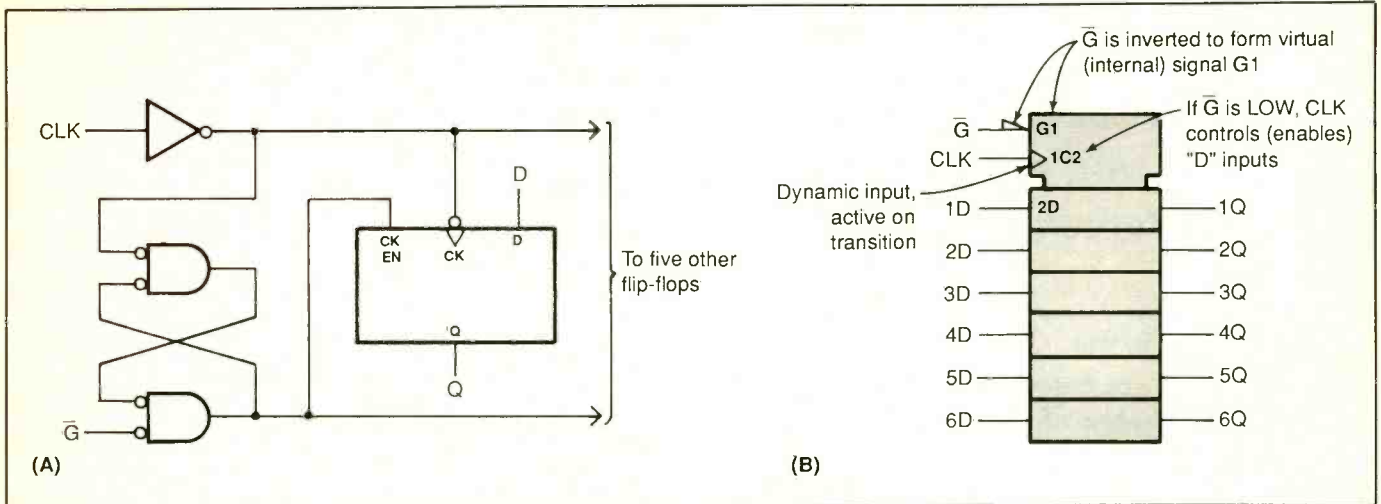 CLK
D
CK
EN
CK
D
Q
Q
To five other
flip-flops
G̅
(A)
G̅ is inverted to form virtual
(internal) signal G1
If G̅ is LOW, CLK
controls (enables)
"D" inputs
G̅
G1
CLK
1C2
Dynamic input,
active on
transition
1D
2D
1Q
2D
2Q
3D
3Q
4D
4Q
5D
5Q
6D
6Q
(B)